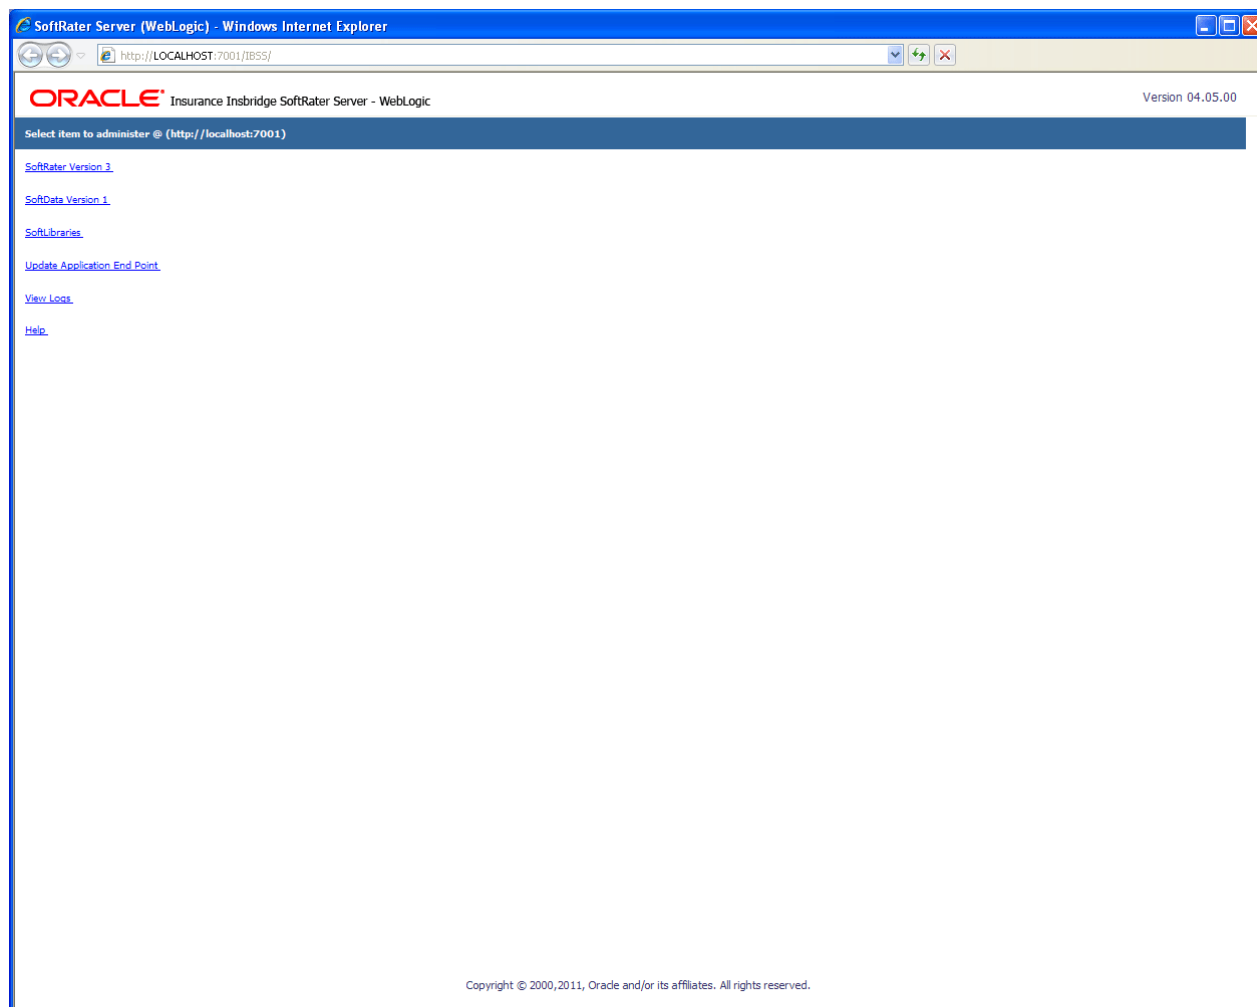 SoftRater Server (WebLogic) - Windows Internet Explorer
http://LOCALHOST:7001/IBSS/
ORACLE® Insurance Insbridge SoftRater Server - WebLogic
Version 04.05.00
Select item to administer @ (http://localhost:7001)
SoftRater Version 3
SoftData Version 1
SoftLibraries
Update Application End Point
View Logs
Help
Copyright © 2000,2011, Oracle and/or its affiliates. All rights reserved.